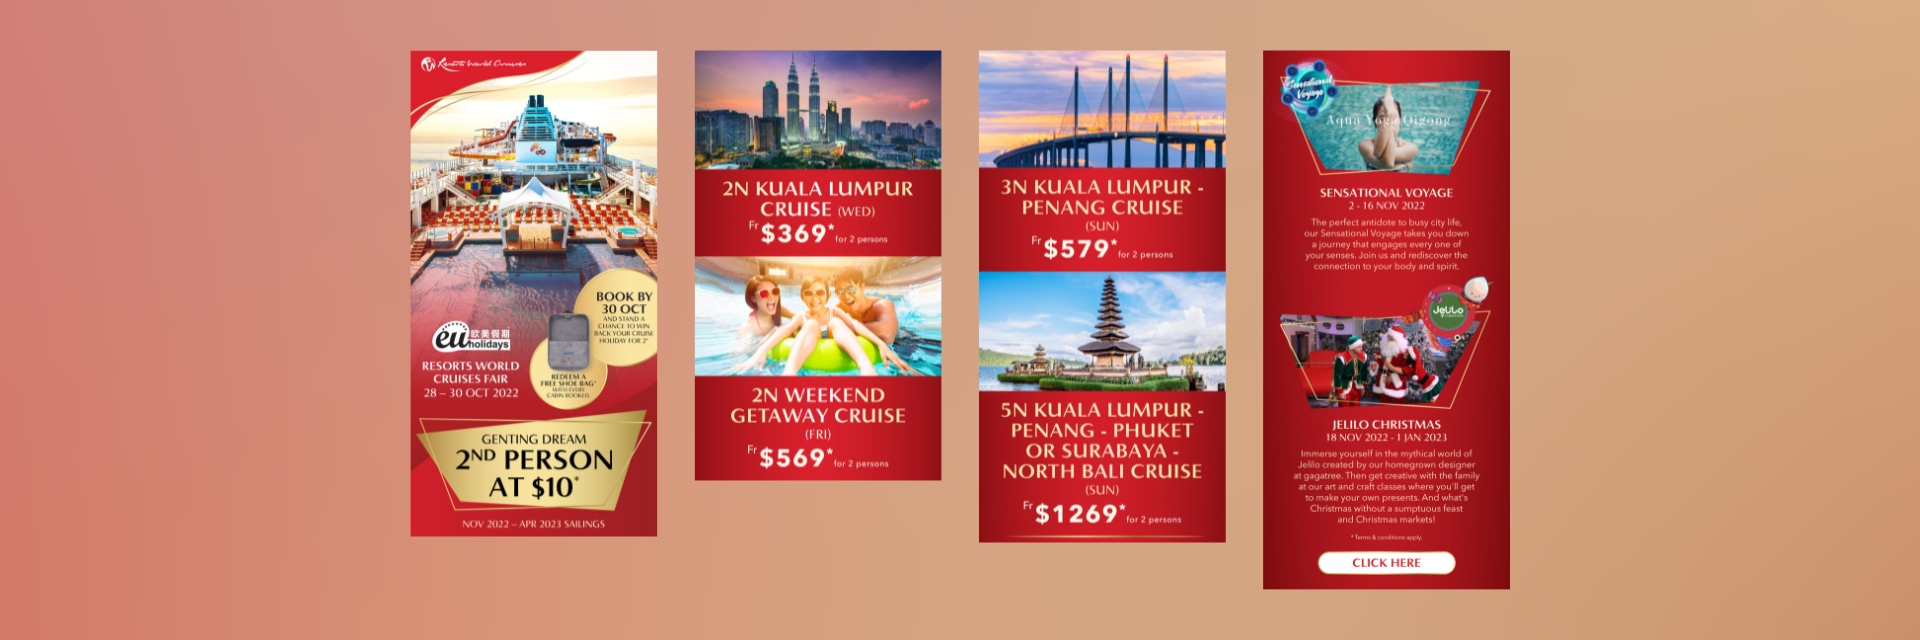 Resorts World Cruises
BOOK BY
30 OCT
AND STAND A
CHANCE TO WIN
BACK YOUR CRUISE
HOLIDAY FOR 2*
eu 欧美假期
holidays
REDEEM A
FREE SHOE BAG*
WITH EVERY
CABIN BOOKED
RESORTS WORLD
CRUISES FAIR
28 – 30 OCT 2022
GENTING DREAM
2ND PERSON
AT $10*
NOV 2022 – APR 2023 SAILINGS
2N KUALA LUMPUR
CRUISE (WED)
Fr $369* for 2 persons
2N WEEKEND
GETAWAY CRUISE
(FRI)
Fr $569* for 2 persons
3N KUALA LUMPUR -
PENANG CRUISE
(SUN)
Fr $579* for 2 persons
5N KUALA LUMPUR -
PENANG - PHUKET
OR SURABAYA -
NORTH BALI CRUISE
(SUN)
Fr $1269* for 2 persons
Sensational
Voyage
Aqua Yoga Qigong
SENSATIONAL VOYAGE
2 - 16 NOV 2022
The perfect antidote to busy city life,
our Sensational Voyage takes you down
a journey that engages every one of
your senses. Join us and rediscover the
connection to your body and spirit.
JeLiLo
JELILO CHRISTMAS
18 NOV 2022 - 1 JAN 2023
Immerse yourself in the mythical world of
Jelilo created by our homegrown designer
at gagatree. Then get creative with the family
at our art and craft classes where you'll get
to make your own presents. And what's
Christmas without a sumptuous feast
and Christmas markets!
* Terms & conditions apply.
CLICK HERE